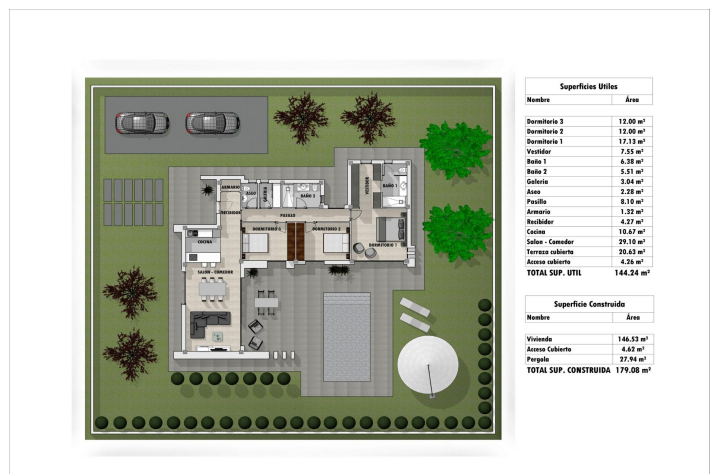 Superficies Utiles
Nombre Área
Dormitorio 3 12.00 m²
Dormitorio 2 12.00 m²
Dormitorio 1 17.13 m²
Vestidor 7.55 m²
Baño 1 6.38 m²
Baño 2 5.51 m²
Galeria 3.04 m²
Aseo 2.28 m²
Pasillo 8.10 m²
Armario 1.32 m²
Recibidor 4.27 m²
Cocina 10.67 m²
Salon - Comedor 29.10 m²
Terraza cubierta 20.63 m²
Acceso cubierto 4.26 m²
TOTAL SUP. UTIL 144.24 m²
Superficie Construida
Nombre Área
Vivienda 146.53 m²
Acceso Cubierto 4.62 m²
Pergola 27.94 m²
TOTAL SUP. CONSTRUIDA 179.08 m²
ARMARIO
ASEO
GALERIA
BAÑO 2
VESTIDOR
BAÑO 1
RECIBIDOR
PASILLO
COCINA
DORMITORIO 3
DORMITORIO 2
DORMITORIO 1
SALON - COMEDOR